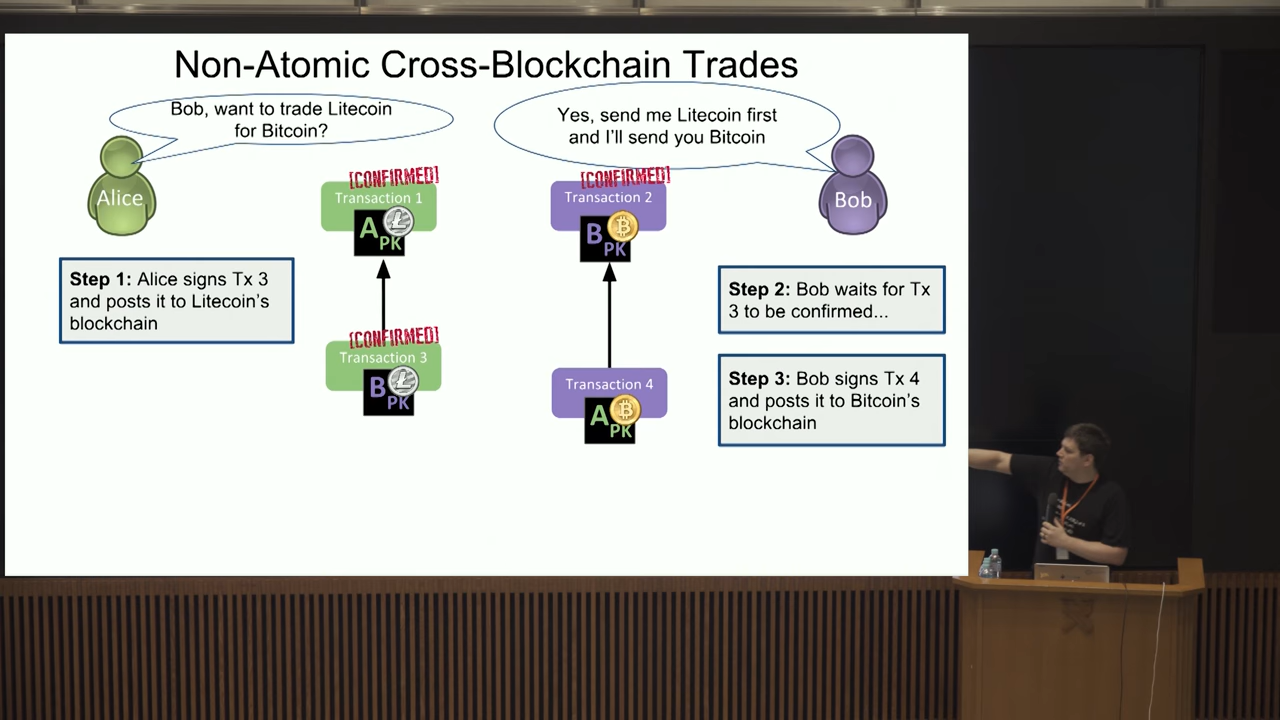 Non-Atomic Cross-Blockchain Trades
Bob, want to trade Litecoin
for Bitcoin?
Yes, send me Litecoin first
and I'll send you Bitcoin
Alice
Bob
[CONFIRMED]
Transaction 1
A
PK
[CONFIRMED]
Transaction 2
B
PK
Step 1: Alice signs Tx 3
and posts it to Litecoin's
blockchain
Step 2: Bob waits for Tx
3 to be confirmed...
[CONFIRMED]
Transaction 3
B
PK
Transaction 4
A
PK
Step 3: Bob signs Tx 4
and posts it to Bitcoin's
blockchain